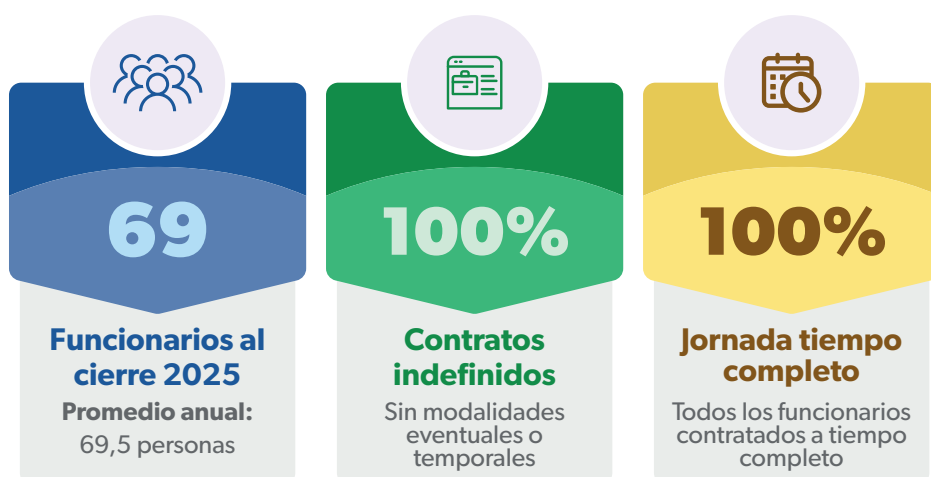 69
Funcionarios al
cierre 2025
Promedio anual:
69,5 personas
100%
Contratos
indefinidos
Sin modalidades
eventuales o
temporales
100%
Jornada tiempo
completo
Todos los funcionarios
contratados a tiempo
completo